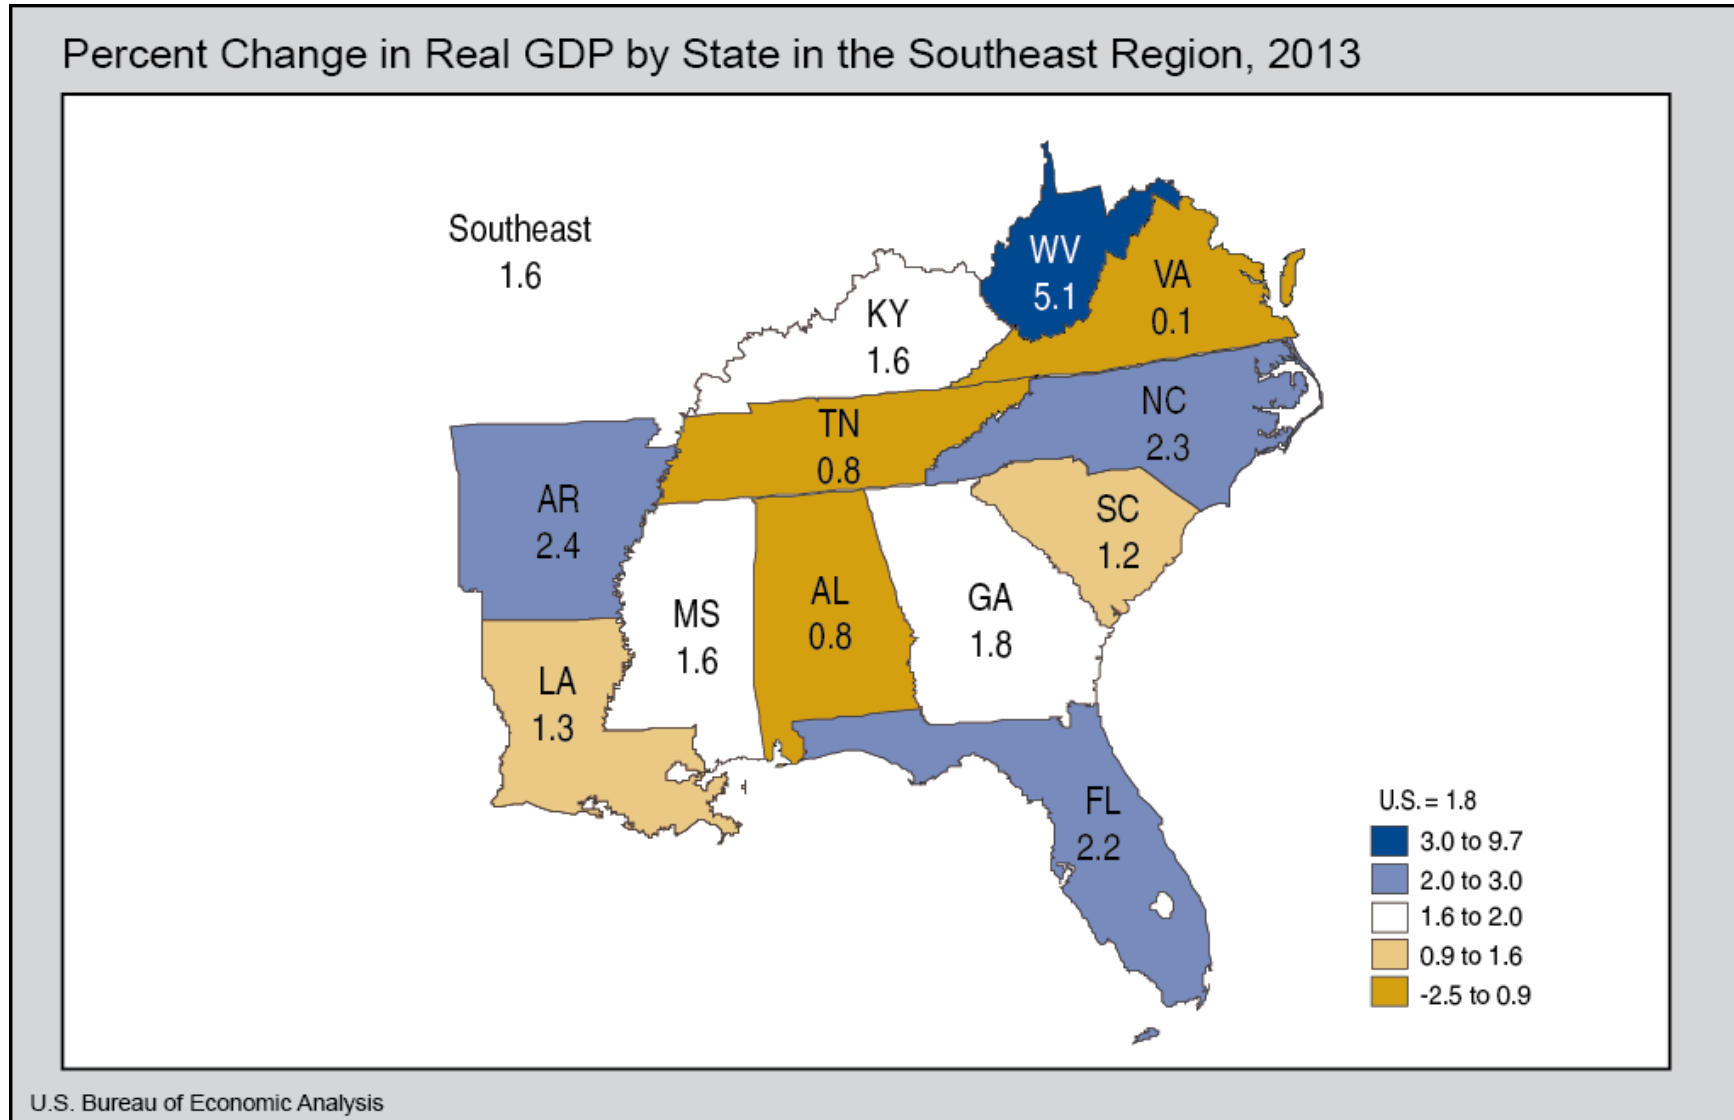 Percent Change in Real GDP by State in the Southeast Region, 2013
Southeast
1.6
WV
5.1
VA
0.1
KY
1.6
NC
2.3
TN
0.8
SC
1.2
AR
2.4
AL
0.8
GA
1.8
MS
1.6
LA
1.3
FL
2.2
U.S. = 1.8
3.0 to 9.7
2.0 to 3.0
1.6 to 2.0
0.9 to 1.6
-2.5 to 0.9
U.S. Bureau of Economic Analysis